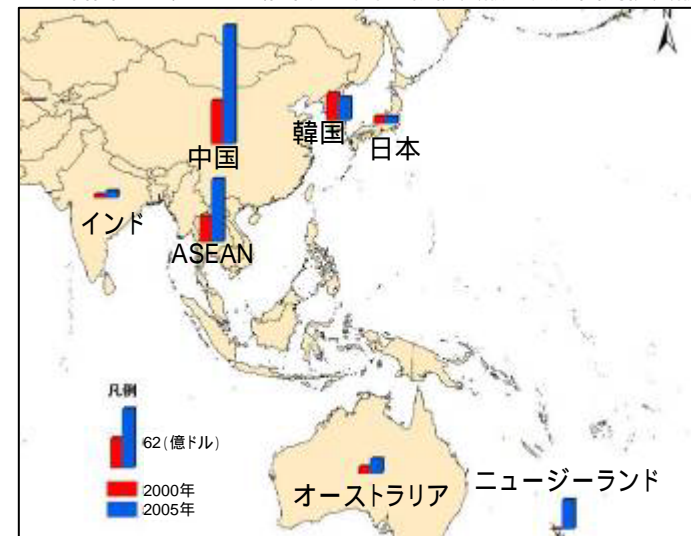 N
韓国
日本
中国
インド
ASEAN
凡例
62(億ドル)
2000年
2005年
オーストラリア
ニュージーランド